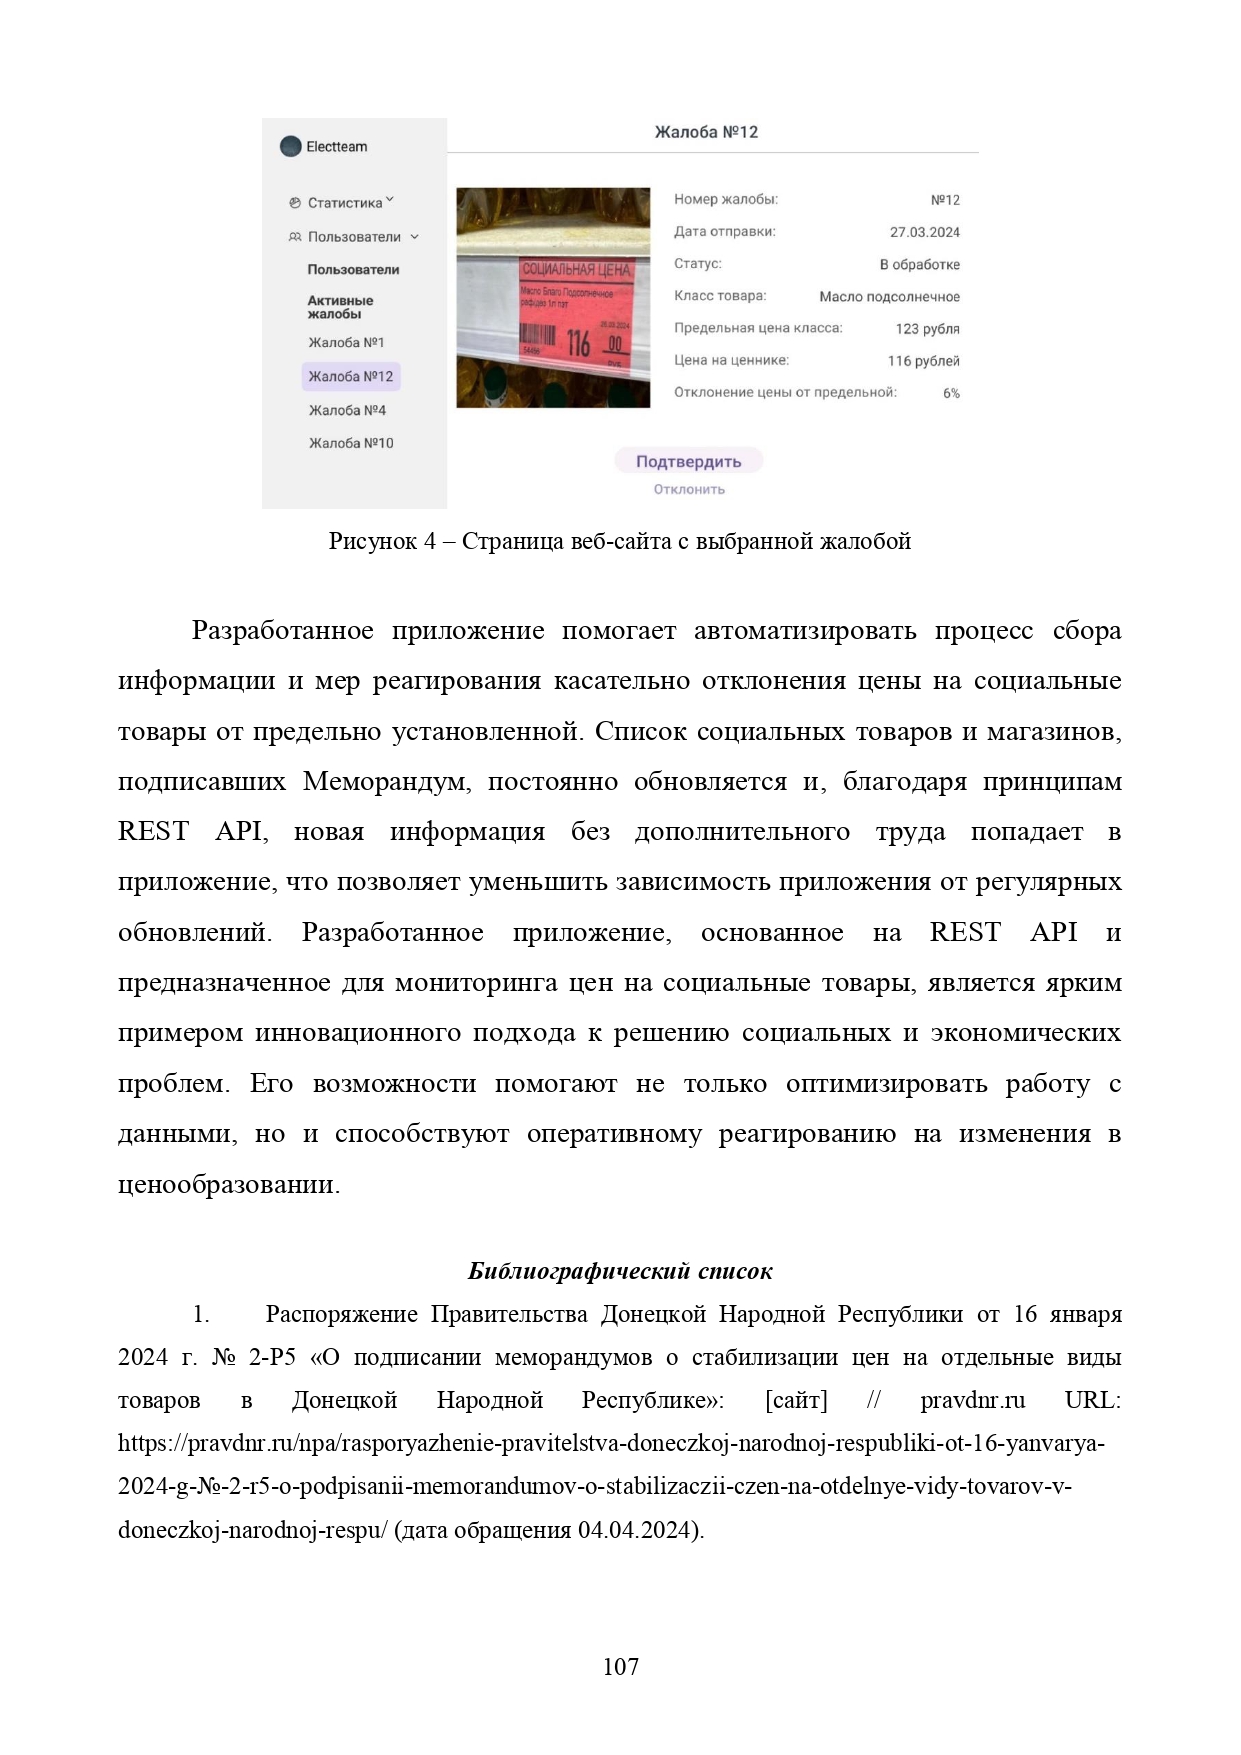 Жалоба №12
Electteam
Статистика
Пользователи
Пользователи
Активные
жалобы
Жалоба №1
Жалоба №12
Жалоба №4
Жалоба №10
СОЦИАЛЬНАЯ ЦЕНА
Масло Благо Подсолнечное
116 00
Номер жалобы: №12
Дата отправки: 27.03.2024
Статус: В обработке
Класс товара: Масло подсолнечное
Предельная цена класса: 123 рубля
Цена на ценнике: 116 рублей
Отклонение цены от предельной: 6%
Подтвердить
Отклонить
Рисунок 4 – Страница веб-сайта с выбранной жалобой
Разработанное приложение помогает автоматизировать процесс сбора
информации и мер реагирования касательно отклонения цены на социальные
товары от предельно установленной. Список социальных товаров и магазинов,
подписавших Меморандум, постоянно обновляется и, благодаря принципам
REST API, новая информация без дополнительного труда попадает в
приложение, что позволяет уменьшить зависимость приложения от регулярных
обновлений. Разработанное приложение, основанное на REST API и
предназначенное для мониторинга цен на социальные товары, является ярким
примером инновационного подхода к решению социальных и экономических
проблем. Его возможности помогают не только оптимизировать работу с
данными, но и способствуют оперативному реагированию на изменения в
ценообразовании.
Библиографический список
1. Распоряжение Правительства Донецкой Народной Республики от 16 января
2024 г. № 2-Р5 «О подписании меморандумов о стабилизации цен на отдельные виды
товаров в Донецкой Народной Республике»: [сайт] // pravdnr.ru URL:
https://pravdnr.ru/npa/rasporyazhenie-pravitelstva-doneczkoj-narodnoj-respubliki-ot-16-yanvarya-
2024-g-№-2-r5-o-podpisanii-memorandumov-o-stabilizaczii-czen-na-otdelnye-vidy-tovarov-v-
doneczkoj-narodnoj-respu/ (дата обращения 04.04.2024).
107